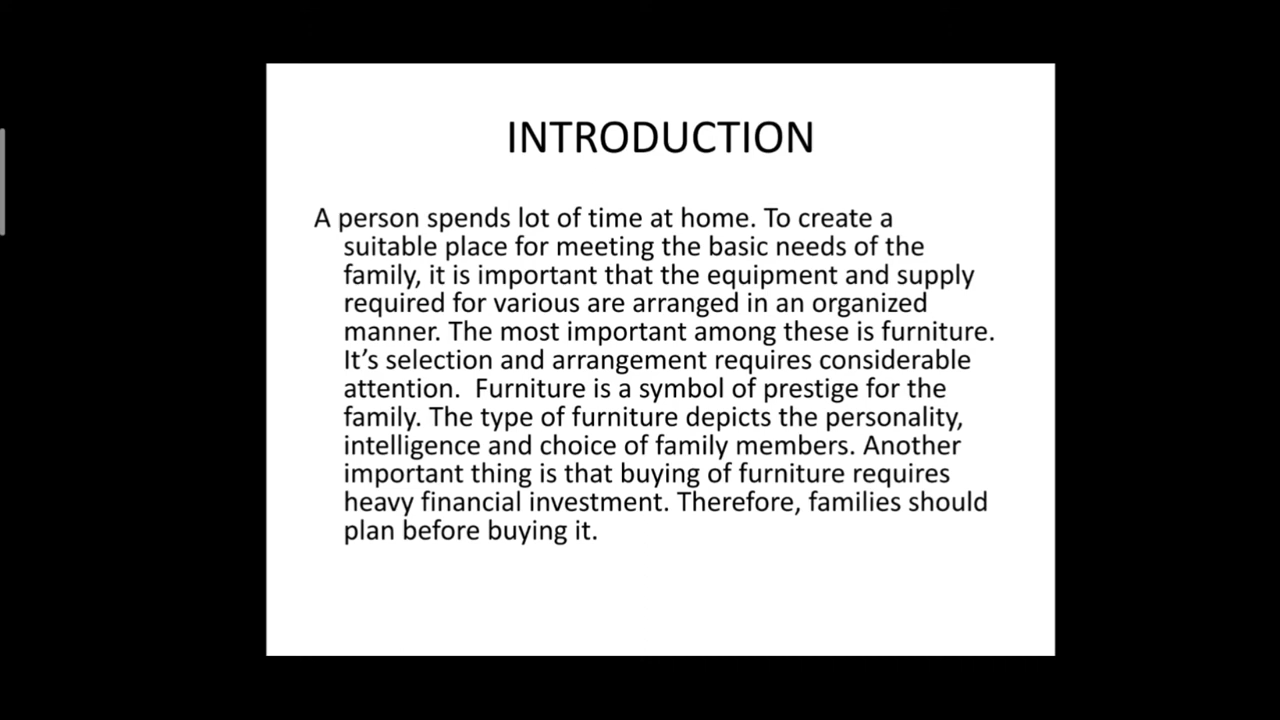 INTRODUCTION
A person spends lot of time at home. To create a
suitable place for meeting the basic needs of the
family, it is important that the equipment and supply
required for various are arranged in an organized
manner. The most important among these is furniture.
It’s selection and arrangement requires considerable
attention.  Furniture is a symbol of prestige for the
family. The type of furniture depicts the personality,
intelligence and choice of family members. Another
important thing is that buying of furniture requires
heavy financial investment. Therefore, families should
plan before buying it.